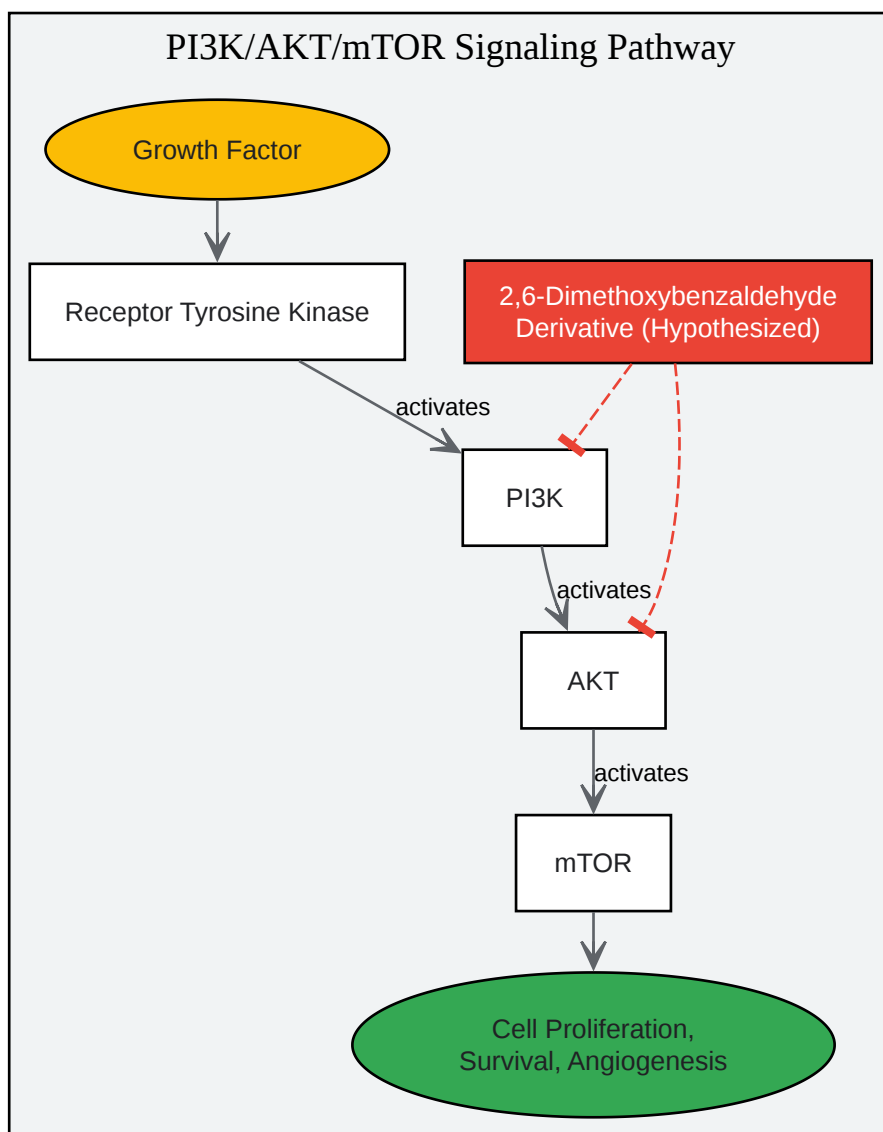 PI3K/AKT/mTOR Signaling Pathway
Growth Factor
Receptor Tyrosine Kinase
2,6-Dimethoxybenzaldehyde
Derivative (Hypothesized)
activates
PI3K
activates
AKT
activates
mTOR
Cell Proliferation,
Survival, Angiogenesis